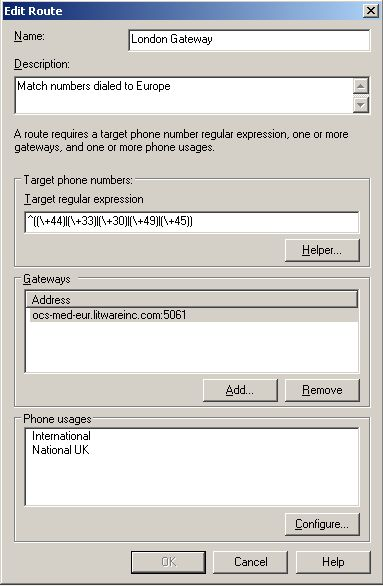 Edit Route
Name:
London Gateway
Description:
Match numbers dialed to Europe
A route requires a target phone number regular expression, one or more
gateways, and one or more phone usages.
Target phone numbers:
Target regular expression
^((\+44)|(\+33)|(\+30)|(\+49)|(\+45))
Helper...
Gateways
Address
ocs-med-eur.litwareinc.com:5061
Add...
Remove
Phone usages
International
National UK
Configure...
OK
Cancel
Help